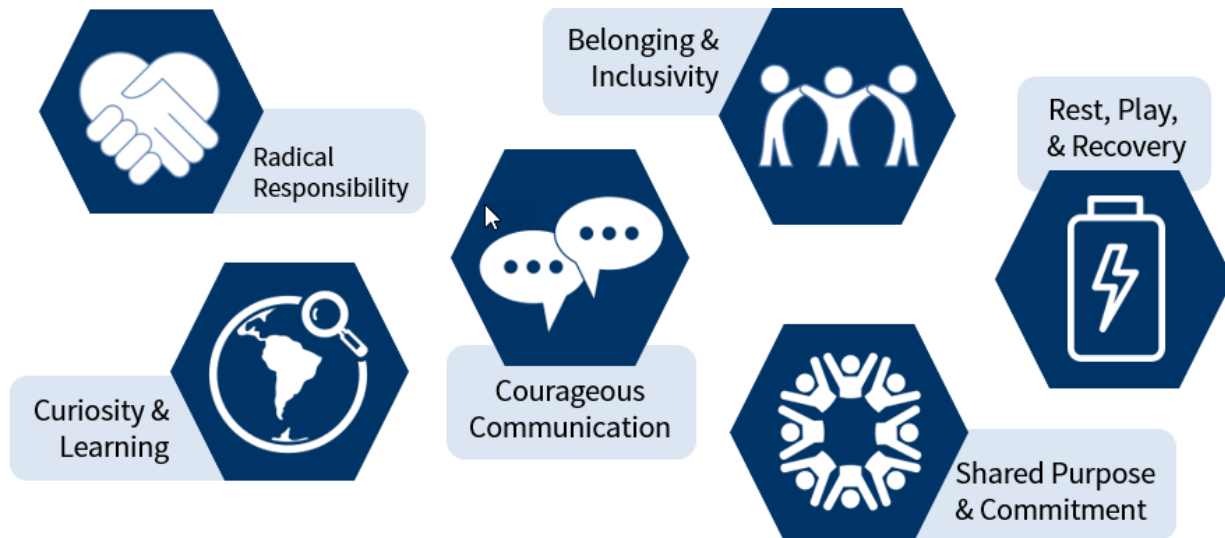 Radical
Responsibility
Belonging &
Inclusivity
Rest, Play,
& Recovery
Curiosity &
Learning
Courageous
Communication
Shared Purpose
& Commitment